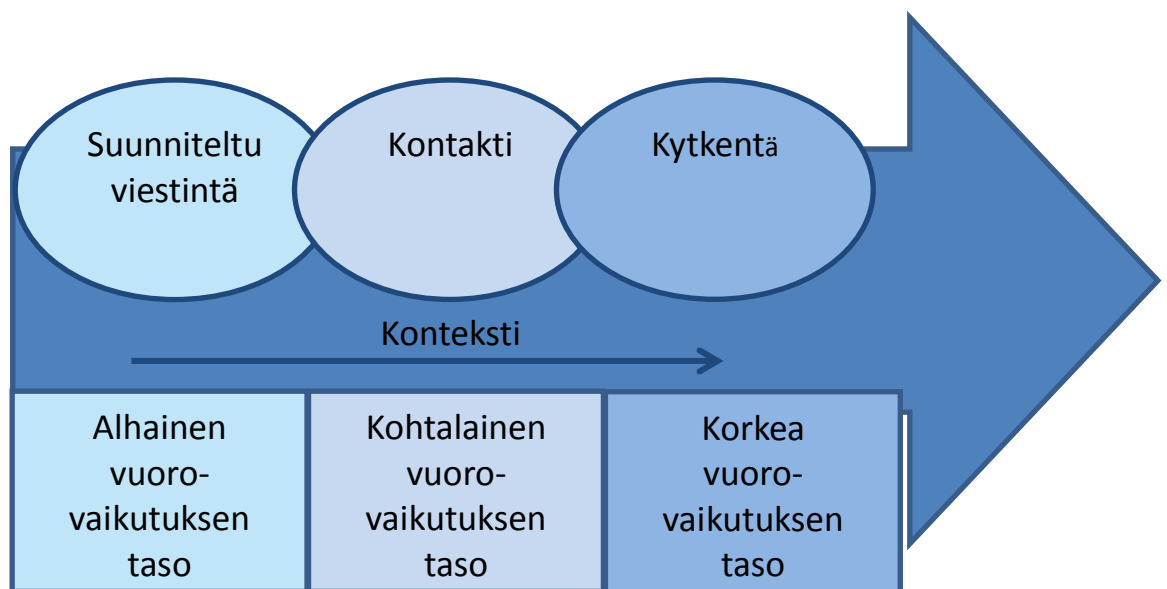 Suunniteltu
viestintä
Kontakti
Kytkentä
Konteksti
Alhainen
vuoro-
vaikutuksen
taso
Kohtalainen
vuoro-
vaikutuksen
taso
Korkea
vuoro-
vaikutuksen
taso